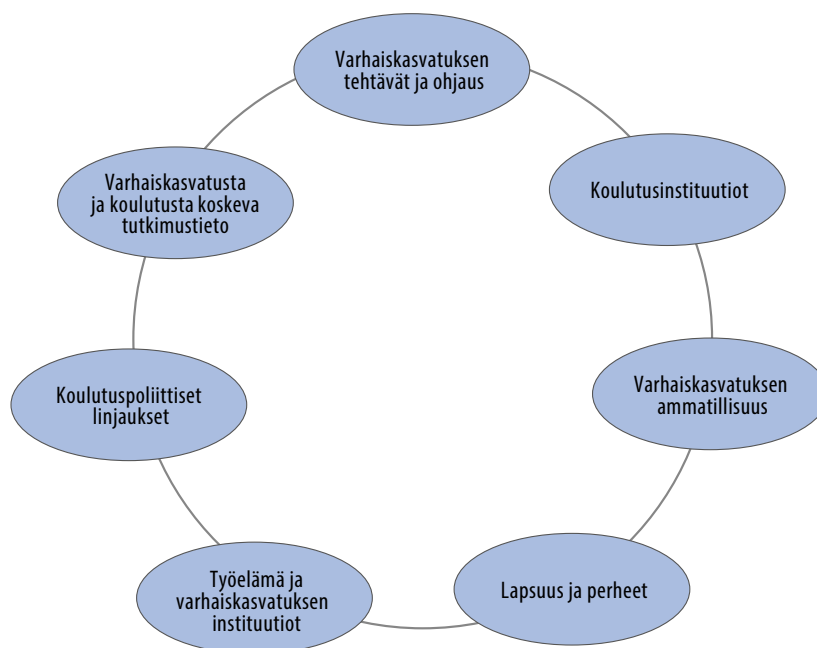 Varhaiskasvatuksen
tehtävät ja ohjaus
Koulutusinstituutiot
Varhaiskasvatuksen
ammatillisuus
Lapsuus ja perheet
Työelämä ja
varhaiskasvatuksen
instituutiot
Koulutuspoliittiset
linjaukset
Varhaiskasvatusta
ja koulutusta koskeva
tutkimustieto